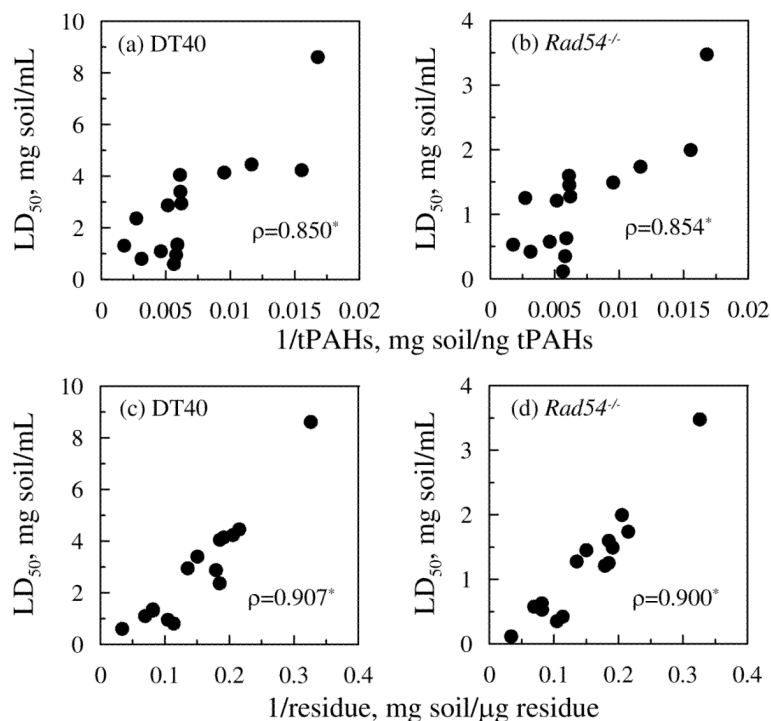 (a) DT40
(b) Rad54-/-
LD50, mg soil/mL
10
8
6
4
2
0
ρ=0.850*
0 0.005 0.01 0.015 0.02
LD50, mg soil/mL
4
3
2
1
0
ρ=0.854*
0 0.005 0.01 0.015 0.02
1/tPAHs, mg soil/ng tPAHs
(c) DT40
(d) Rad54-/-
LD50, mg soil/mL
10
8
6
4
2
0
ρ=0.907*
0 0.1 0.2 0.3 0.4
LD50, mg soil/mL
4
3
2
1
0
ρ=0.900*
0 0.1 0.2 0.3 0.4
1/residue, mg soil/μg residue